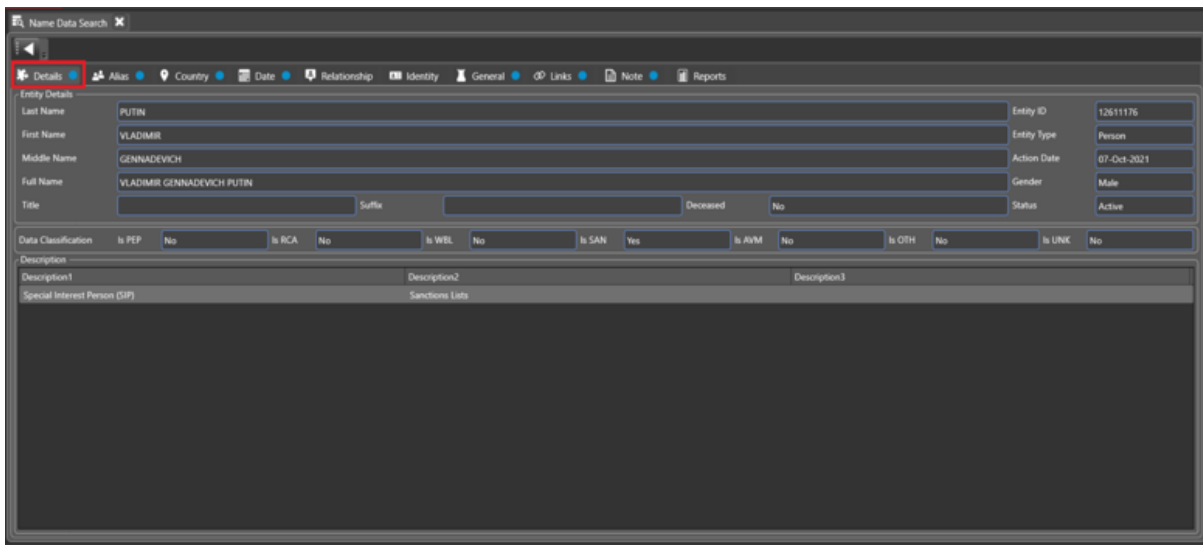 Name Data Search
Details Alias Country Date Relationship Identity General Links Note Reports
Entity Details
Last Name PUTIN Entity ID 12611176
First Name VLADIMIR Entity Type Person
Middle Name GENNADEVICH Action Date 07-Oct-2021
Full Name VLADIMIR GENNADEVICH PUTIN Gender Male
Title Suffix Deceased No Status Active
Data Classification Is PEP No Is RCA No Is WBL No Is SAN Yes Is AVM No Is OTH No Is UNK No
Description
Description1 Description2 Description3
Special Interest Person (SIP) Sanctions Lists